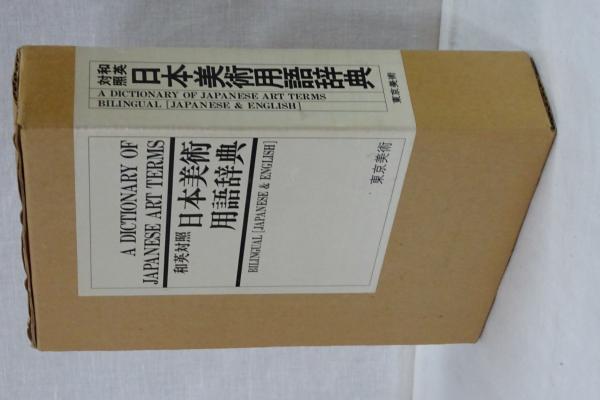 和英
対照
日本美術用語辞典
A DICTIONARY OF JAPANESE ART TERMS
BILINGUAL [JAPANESE & ENGLISH]
東京美術
A DICTIONARY OF
JAPANESE ART TERMS
和英対照
日本美術
用語辞典
BILINGUAL [JAPANESE & ENGLISH]
東京美術